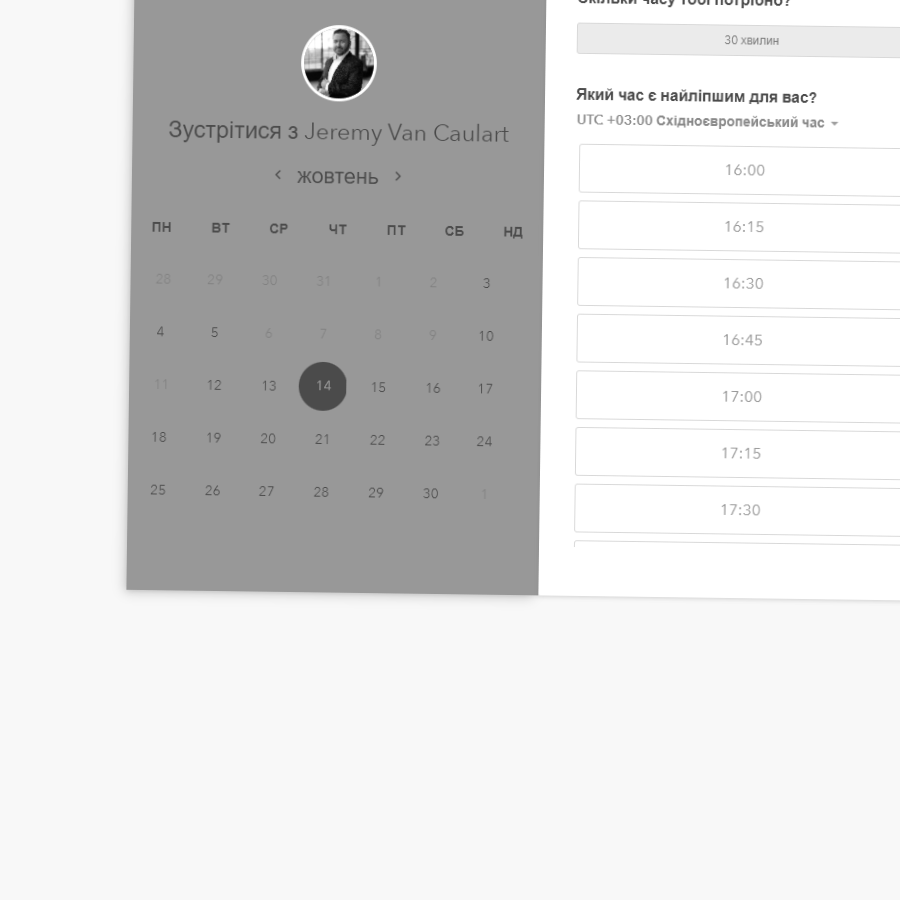 Зустрітися з Jeremy Van Caulart
жовтень
ПН ВТ СР ЧТ ПТ СБ НД
28 29 30 31 1 2 3
4 5 6 7 8 9 10
11 12 13 14 15 16 17
18 19 20 21 22 23 24
25 26 27 28 29 30 1
Скільки часу тобі потрібно?
30 хвилин
Який час є найліпшим для вас?
UTC +03:00 Східноєвропейський час
16:00
16:15
16:30
16:45
17:00
17:15
17:30